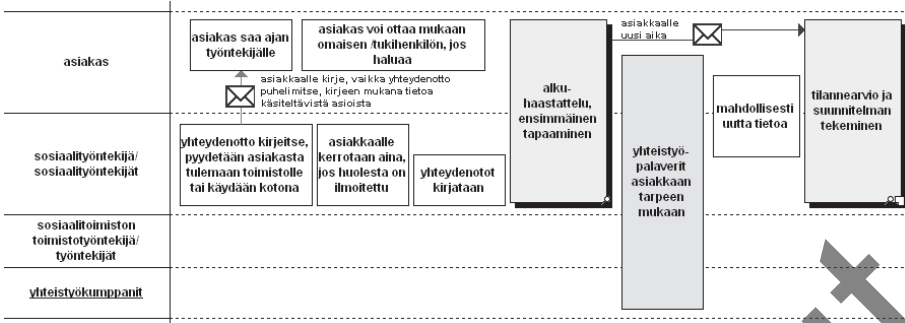 asiakas
asiakas saa ajan
työntekijälle
asiakas voi ottaa mukaan
omaisen /tukihenkilön, jos
haluaa
asiakkaalle kirje, vaikka yhteydenotto
puhelimitse, kirjeen mukana tietoa
käsiteltävistä asioista
alku-
haastattelu,
ensimmäinen
tapaaminen
asiakkaalle
uusi aika
mahdollisesti
uutta tietoa
tilannearvio ja
suunnitelman
tekeminen
sosiaalityöntekijä/
sosiaalityöntekijät
yhteydenotto kirjeitse,
pyydetään asiakasta
tulemaan toimistolle
tai käydään kotona
asiakkaalle
kerrotaan aina,
jos huolesta on
ilmoitettu
yhteydenotot
kirjataan
yhteistyö-
palaverit
asiakkaan
tarpeen
mukaan
sosiaalitoimiston
toimistotyöntekijä/
työntekijät
yhteistyökumppanit